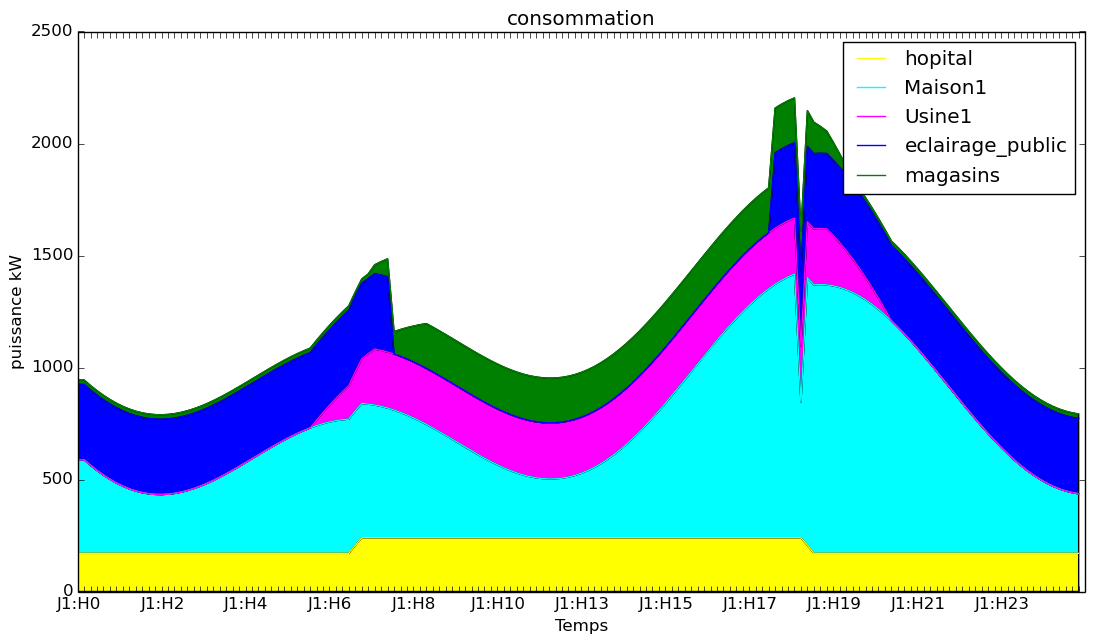 consommation
2500
2000
1500
1000
500
0
puissance kW
hopital
Maison1
Usine1
eclairage_public
magasins
J1:H0 J1:H2 J1:H4 J1:H6 J1:H8 J1:H10 J1:H13 J1:H15 J1:H17 J1:H19 J1:H21 J1:H23
Temps